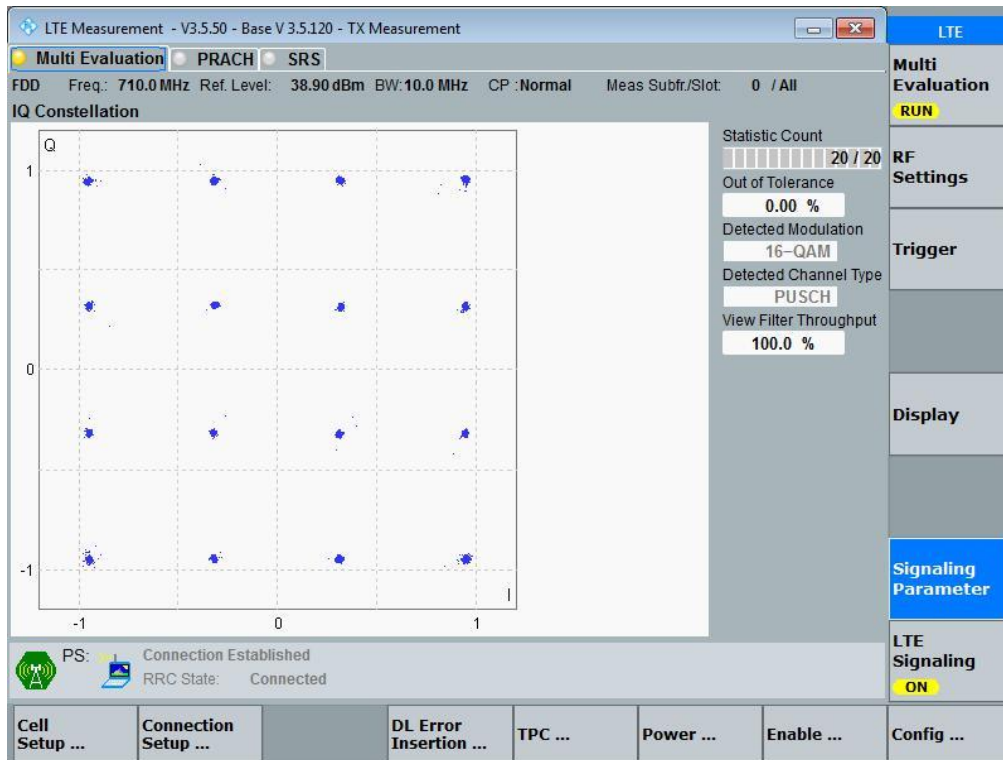 LTE Measurement - V3.5.50 - Base V 3.5.120 - TX Measurement
LTE
Multi Evaluation PRACH SRS
FDD Freq.: 710.0 MHz Ref. Level: 38.90 dBm BW: 10.0 MHz CP : Normal Meas Subfr./Slot: 0 / All
IQ Constellation
Q
1
0
-1
-1 0 1
I
Statistic Count
20 / 20
Out of Tolerance
0.00 %
Detected Modulation
16-QAM
Detected Channel Type
PUSCH
View Filter Throughput
100.0 %
Multi
Evaluation
RUN
RF
Settings
Trigger
Display
Signaling
Parameter
LTE
Signaling
ON
PS: Connection Established
RRC State: Connected
Cell
Setup ...
Connection
Setup ...
DL Error
Insertion ...
TPC ...
Power ...
Enable ...
Config ...